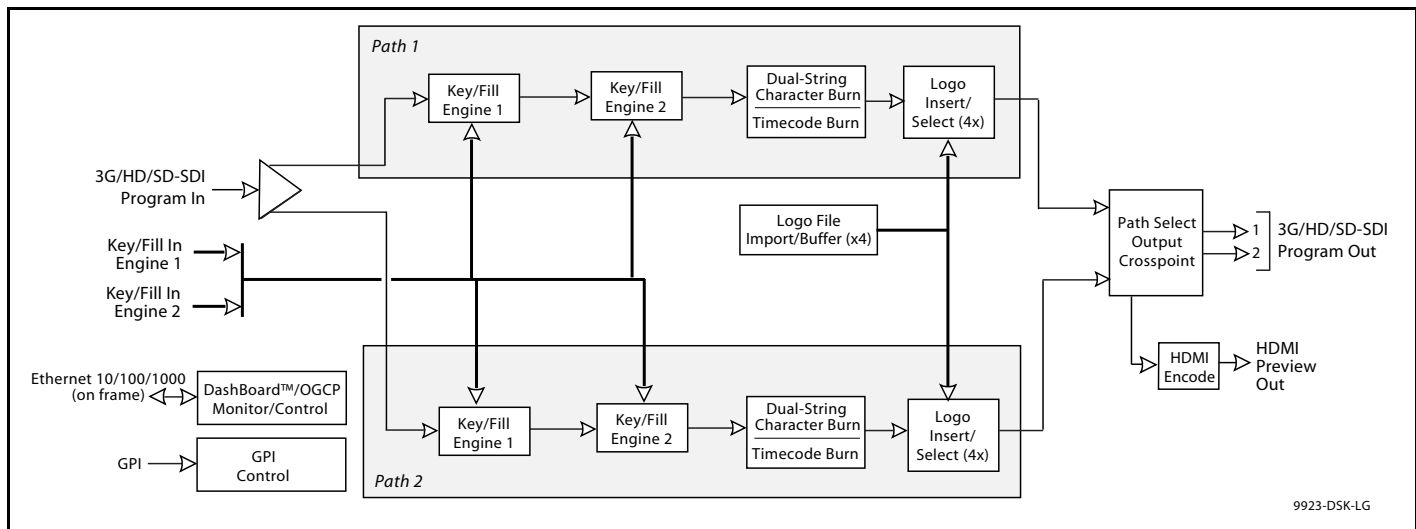 Path 1
Key/Fill
Engine 1
Key/Fill
Engine 2
Dual-String
Character Burn
Timecode Burn
Logo
Insert/
Select (4x)
3G/HD/SD-SDI
Program In
Key/Fill In
Engine 1
Key/Fill In
Engine 2
Logo File
Import/Buffer (x4)
Path Select
Output
Crosspoint
1
2
3G/HD/SD-SDI
Program Out
HDMI
Encode
HDMI
Preview
Out
Ethernet 10/100/1000
(on frame)
DashBoard™/OGCP
Monitor/Control
GPI
GPI
Control
Key/Fill
Engine 1
Key/Fill
Engine 2
Dual-String
Character Burn
Timecode Burn
Logo
Insert/
Select (4x)
Path 2
9923-DSK-LG